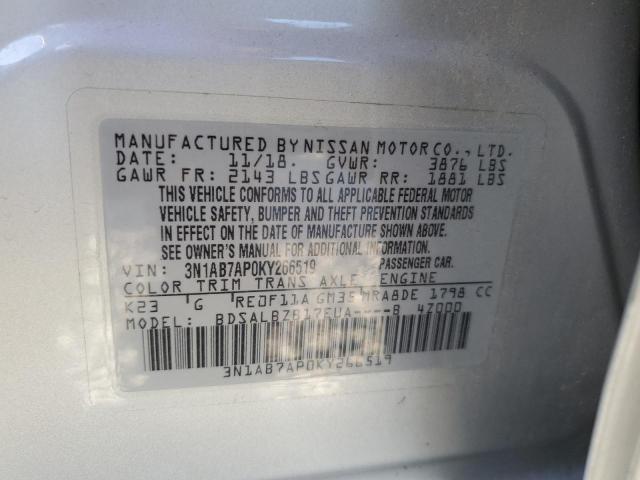 MANUFACTURED BY NISSAN MOTOR CO., LTD.
DATE: 11/18. GVWR: 3876 LBS
GAWR FR: 2143 LBS GAWR RR: 1881 LBS
THIS VEHICLE CONFORMS TO ALL APPLICABLE FEDERAL MOTOR
VEHICLE SAFETY, BUMPER AND THEFT PREVENTION STANDARDS
IN EFFECT ON THE DATE OF MANUFACTURE SHOWN ABOVE.
SEE OWNER'S MANUAL FOR ADDITIONAL INFORMATION.
VIN: 3N1AB7AP0KY266519 PASSENGER CAR.
COLOR TRIM TRANS AXLE ENGINE
K23 G RE0F11A GM35 MRA8DE 1798 CC
MODEL: BDSALBZB17EUA----B 4Z000
3N1AB7AP0KY266519